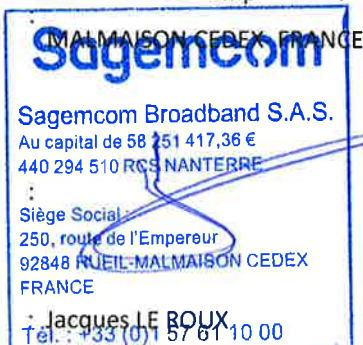 MALMAISON CEDEX FRANCE
Sagemcom
:
Sagemcom Broadband S.A.S.
Au capital de 58 251 417,36 €
440 294 510 RCS NANTERRE
:
Siège Social :
250, route de l'Empereur
92848 RUEIL-MALMAISON CEDEX
FRANCE
: Jacques LE ROUX
Tél. : +33 (0)1 57 61 10 00